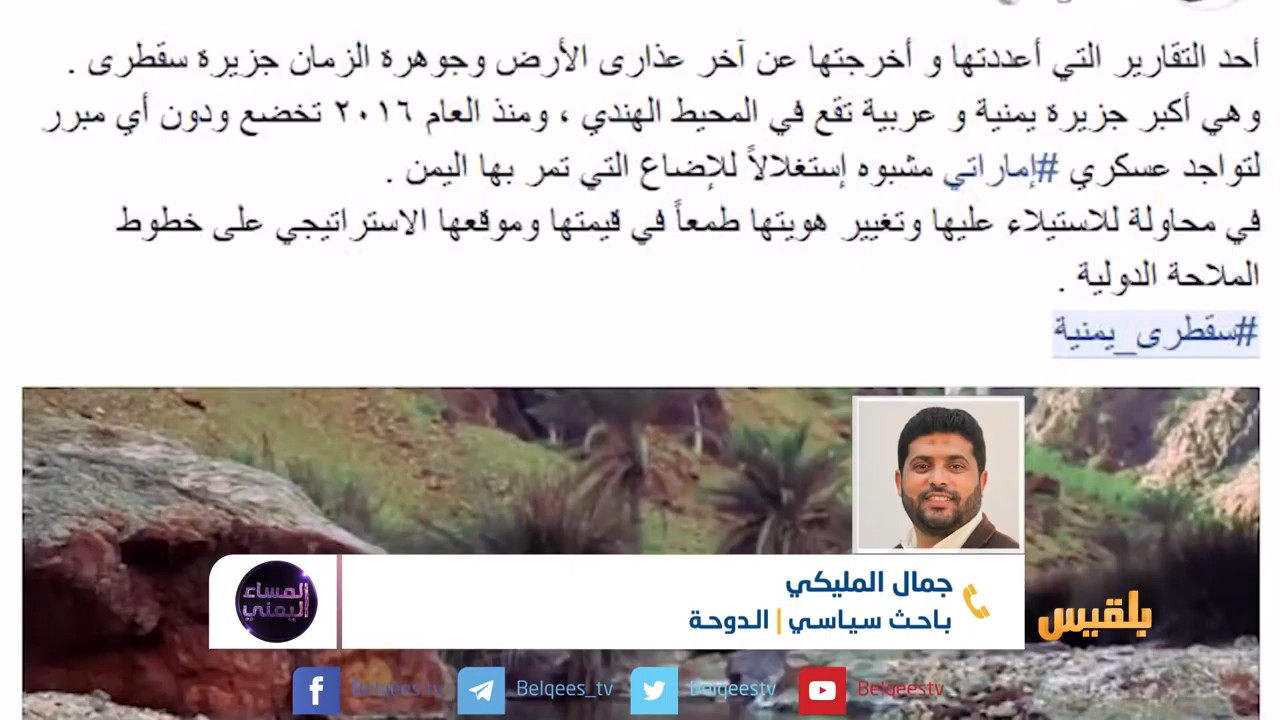 أحد التقارير التي أعددتها و أخرجتها عن آخر عذارى الأرض وجوهرة الزمان جزيرة سقطرى .
وهي أكبر جزيرة يمنية و عربية تقع في المحيط الهندي ، ومنذ العام ٢٠١٦ تخضع ودون أي مبرر
لتواجد عسكري #إماراتي مشبوه إستغلالاً للإضاع التي تمر بها اليمن .
في محاولة للاستيلاء عليها وتغيير هويتها طمعاً في قيمتها وموقعها الاستراتيجي على خطوط
الملاحة الدولية .
#سقطرى_يمنية
جمال المليكي
باحث سياسي | الدوحة
بلقيس
المساء
اليمني
Belqees tv
Belqees_tv
Belqeestv
Belqeestv